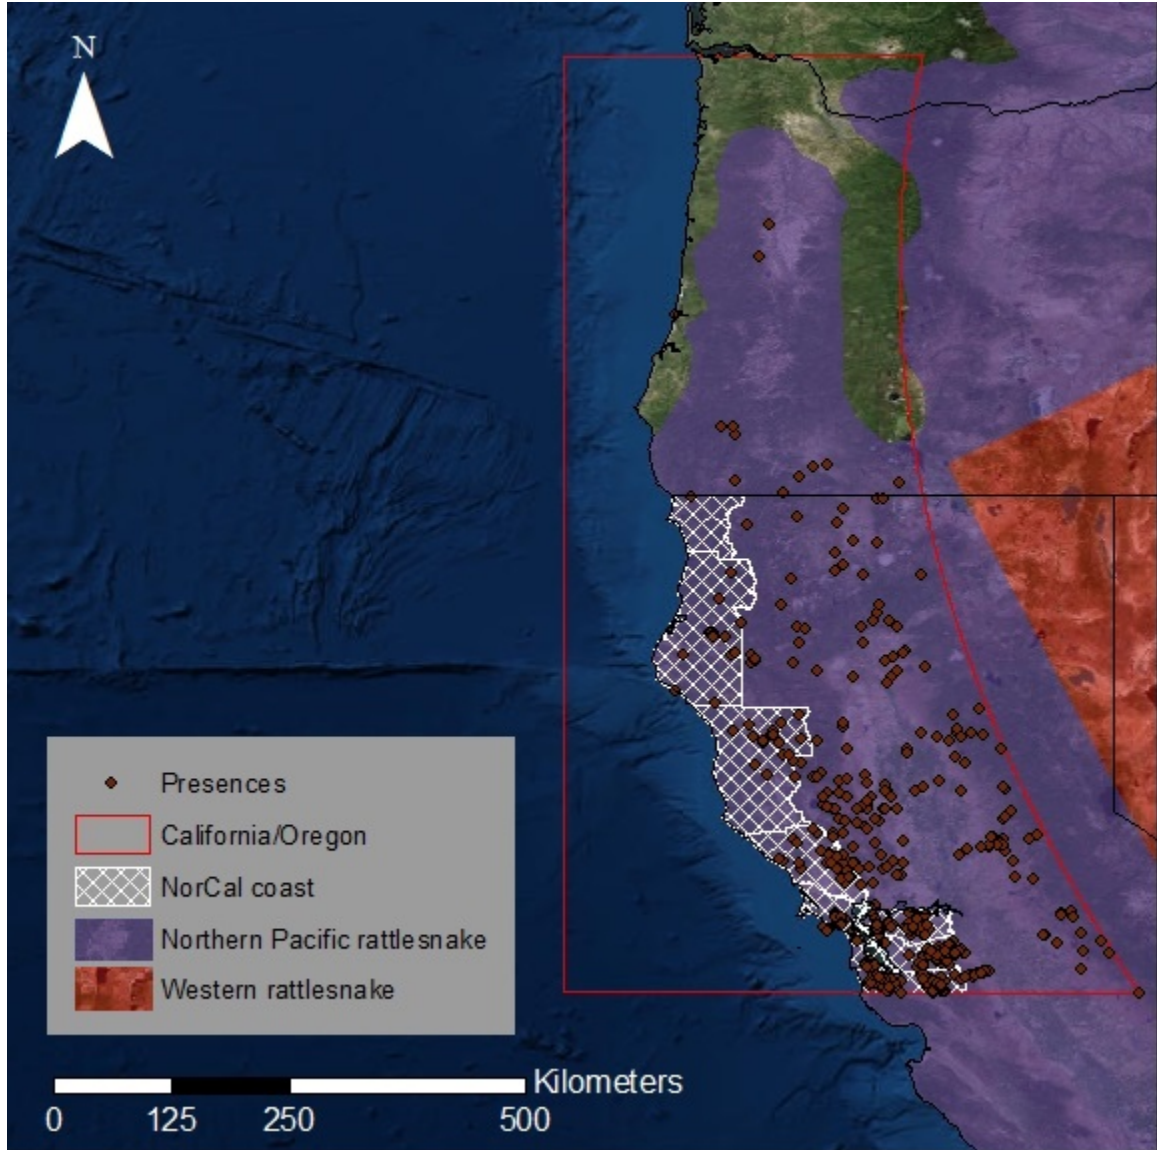 N
Presences
California/Oregon
NorCal coast
Northern Pacific rattlesnake
Western rattlesnake
Kilometers
0 125 250 500